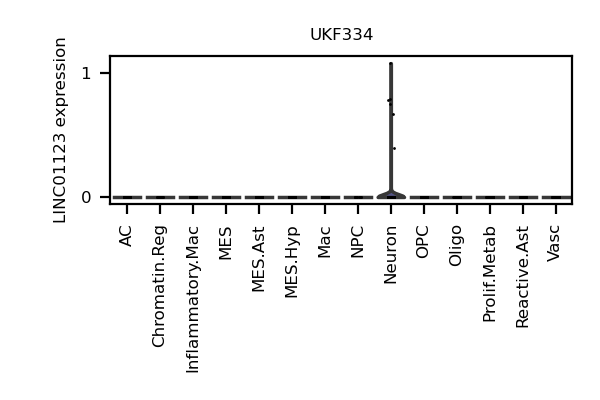 UKF334
LINC01123 expression
1
0
AC
Chromatin.Reg
Inflammatory.Mac
MES
MES.Ast
MES.Hyp
Mac
NPC
Neuron
OPC
Oligo
Prolif.Metab
Reactive.Ast
Vasc